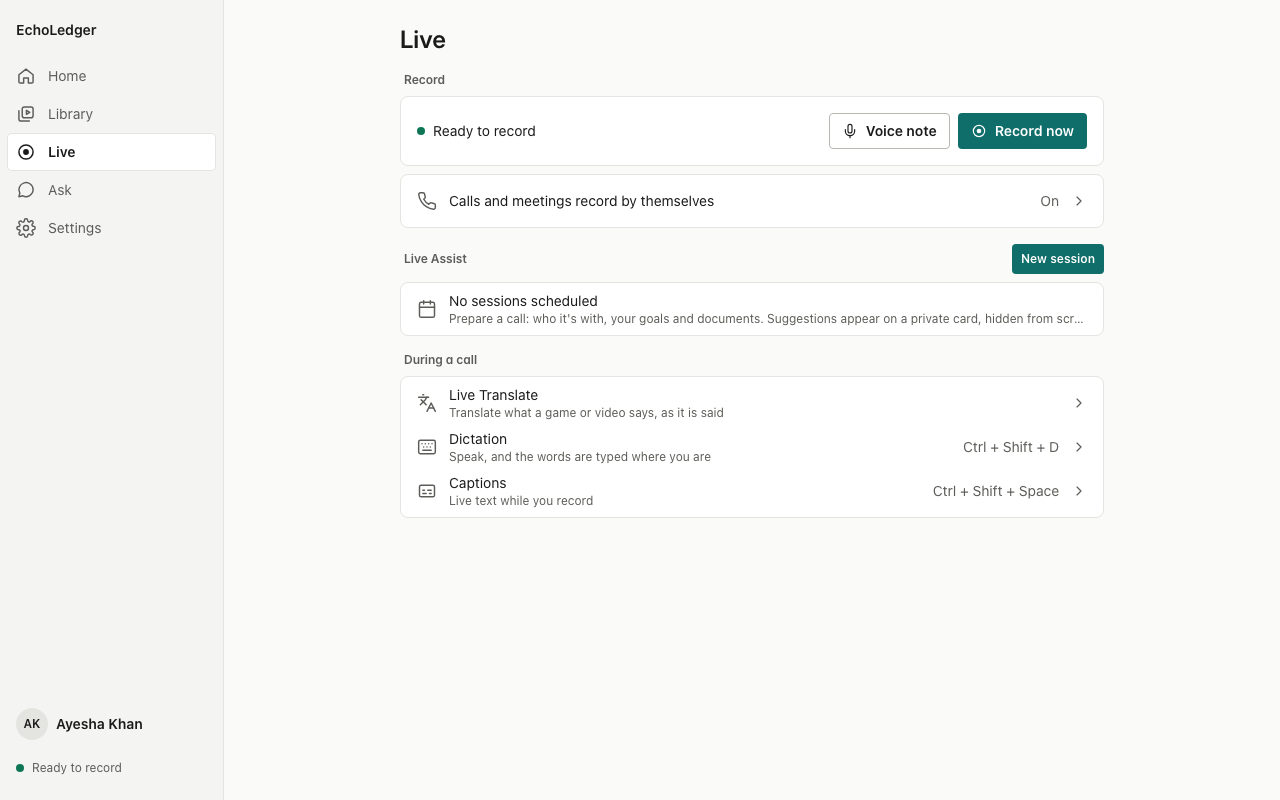 EchoLedger
Home
Library
Live
Ask
Settings
AK
Ayesha Khan
Ready to record
Live
Record
Ready to record
Voice note
Record now
Calls and meetings record by themselves
On
Live Assist
New session
No sessions scheduled
Prepare a call: who it's with, your goals and documents. Suggestions appear on a private card, hidden from scr...
During a call
Live Translate
Translate what a game or video says, as it is said
Dictation
Speak, and the words are typed where you are
Ctrl + Shift + D
Captions
Live text while you record
Ctrl + Shift + Space